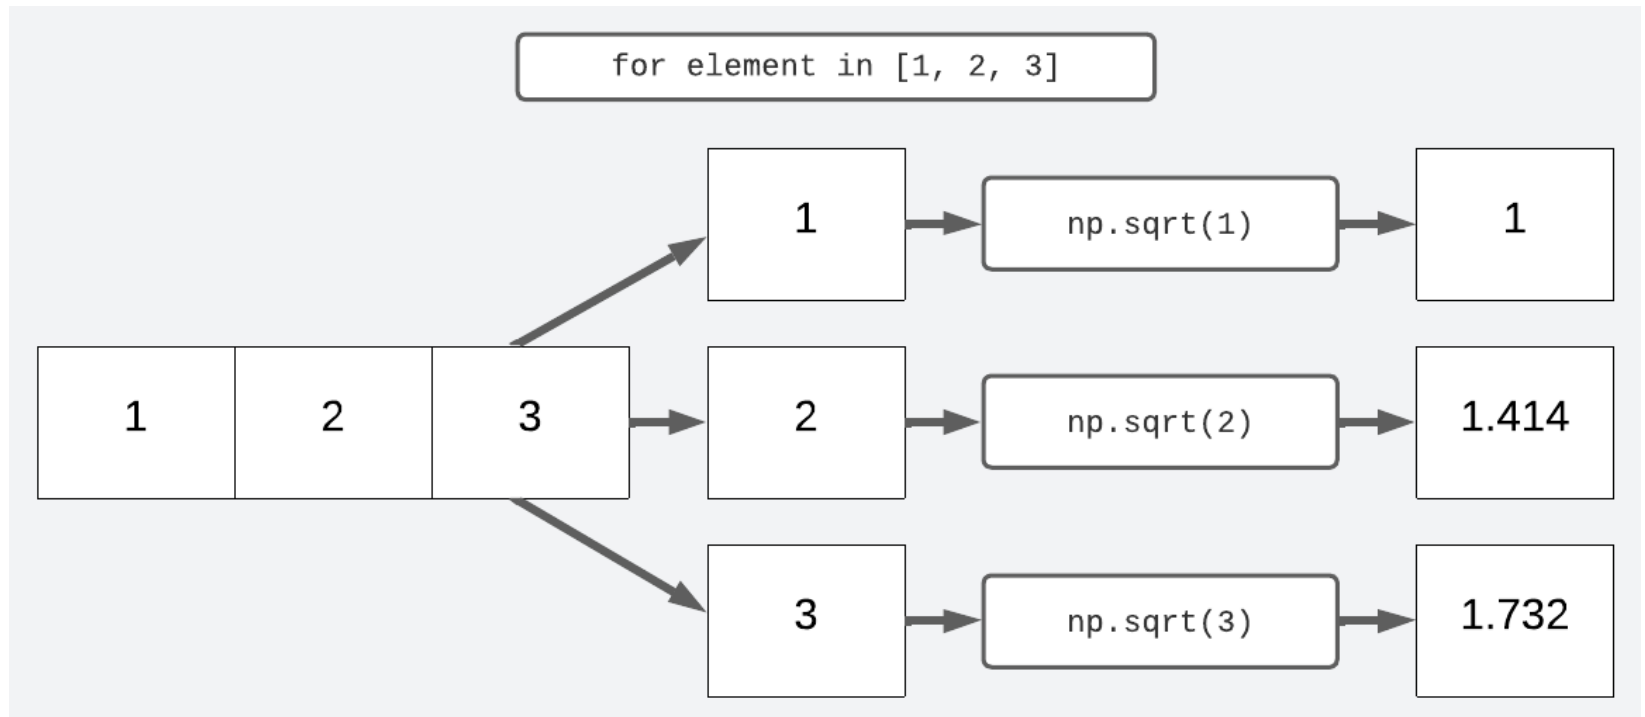 for element in [1, 2, 3]
1 np.sqrt(1) 1
1 2 3 2 np.sqrt(2) 1.414
3 np.sqrt(3) 1.732